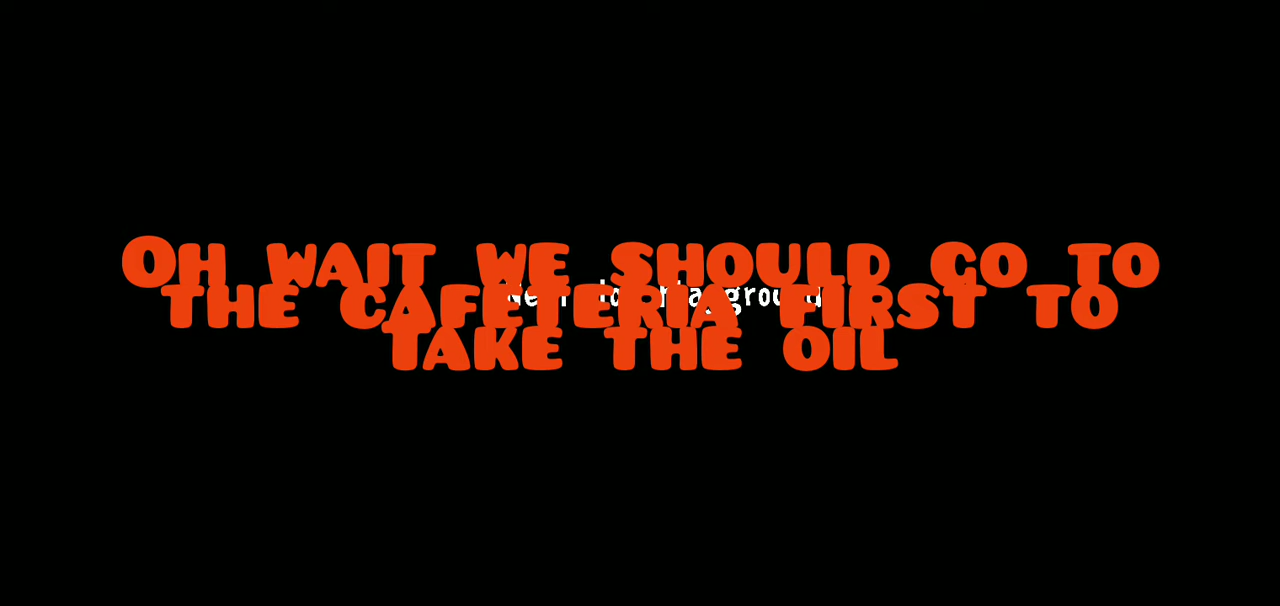 Oh wait we should go to
the cafeteria first to
take the oil